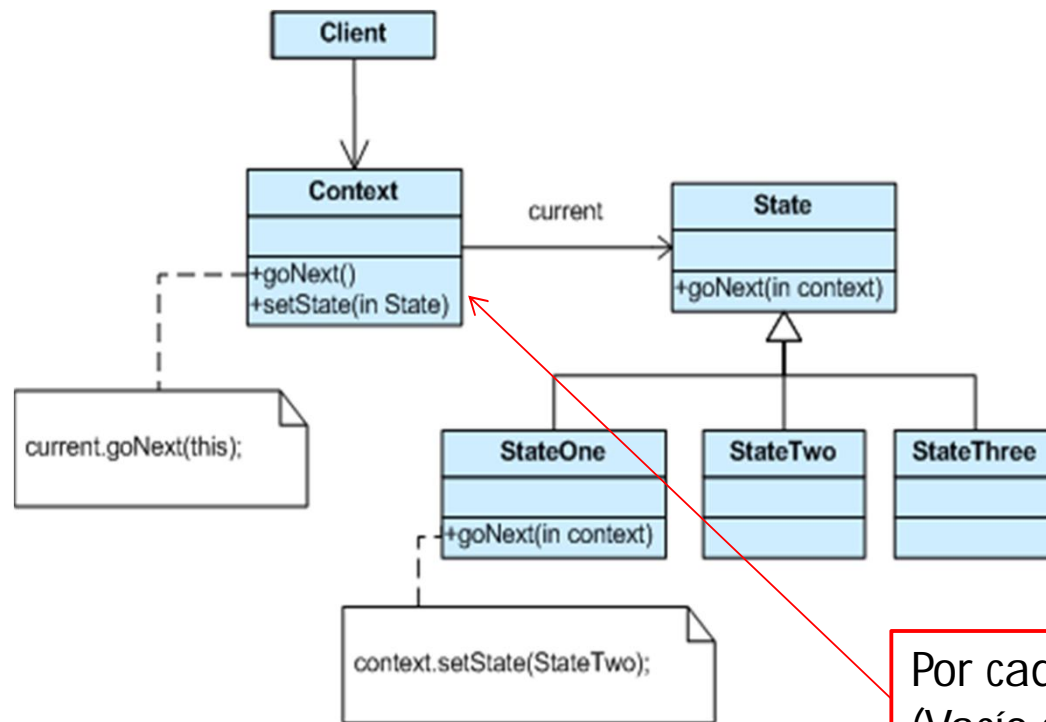 Client
Context
current
State
+goNext()
+setState(in State)
+goNext(in context)
current.goNext(this);
StateOne
StateTwo
StateThree
+goNext(in context)
context.setState(StateTwo);
Por